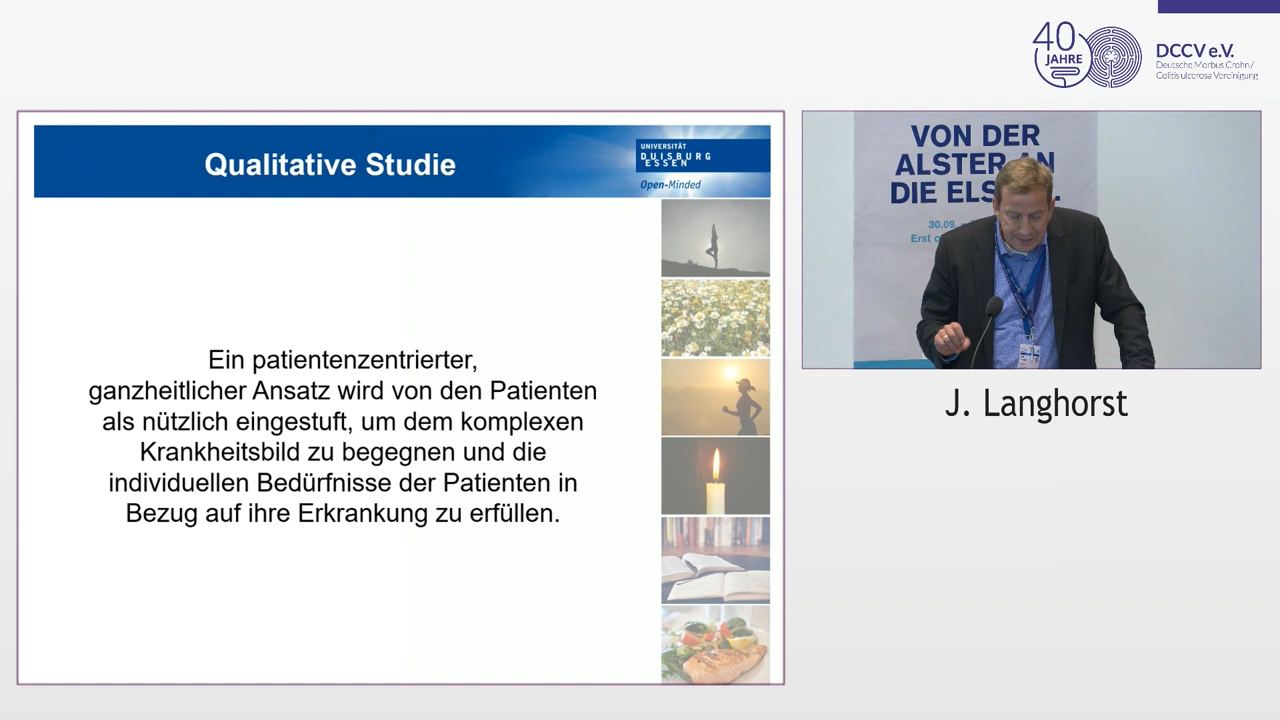 40
JAHRE
DCCV e.V.
Deutsche Morbus Crohn /
Colitis ulcerosa Vereinigung
Qualitative Studie
UNIVERSITÄT
DUISBURG
ESSEN
Open-Minded
Ein patientenzentrierter,
ganzheitlicher Ansatz wird von den Patienten
als nützlich eingestuft, um dem komplexen
Krankheitsbild zu begegnen und die
individuellen Bedürfnisse der Patienten in
Bezug auf ihre Erkrankung zu erfüllen.
VON DER
ALSTER AN
DIE
30.09.
Erst
J. Langhorst